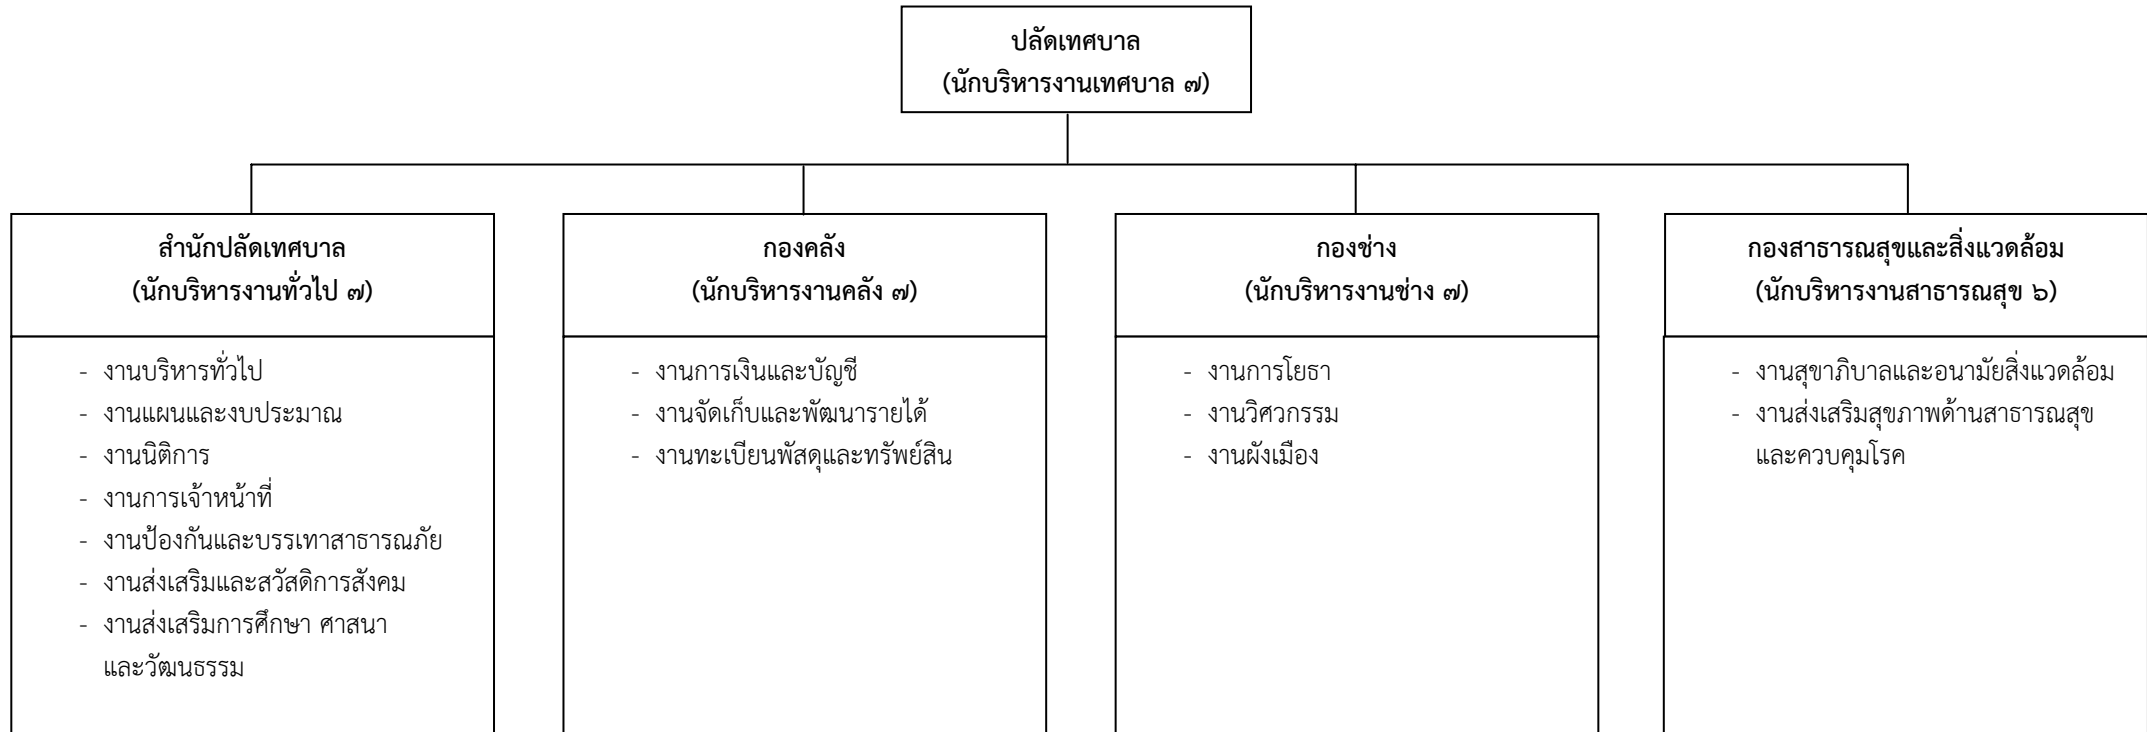 ปลัดเทศบาล
(นักบริหารงานเทศบาล ๗)
สำนักปลัดเทศบาล
(นักบริหารงานทั่วไป ๗)
- งานบริหารทั่วไป
- งานแผนและงบประมาณ
- งานนิติการ
- งานการเจ้าหน้าที่
- งานป้องกันและบรรเทาสาธารณภัย
- งานส่งเสริมและสวัสดิการสังคม
- งานส่งเสริมการศึกษา ศาสนา
และวัฒนธรรม
กองคลัง
(นักบริหารงานคลัง ๗)
- งานการเงินและบัญชี
- งานจัดเก็บและพัฒนารายได้
- งานทะเบียนพัสดุและทรัพย์สิน
กองช่าง
(นักบริหารงานช่าง ๗)
- งานการโยธา
- งานวิศวกรรม
- งานผังเมือง
กองสาธารณสุขและสิ่งแวดล้อม
(นักบริหารงานสาธารณสุข ๖)
- งานสุขาภิบาลและอนามัยสิ่งแวดล้อม
- งานส่งเสริมสุขภาพด้านสาธารณสุข
และควบคุมโรค